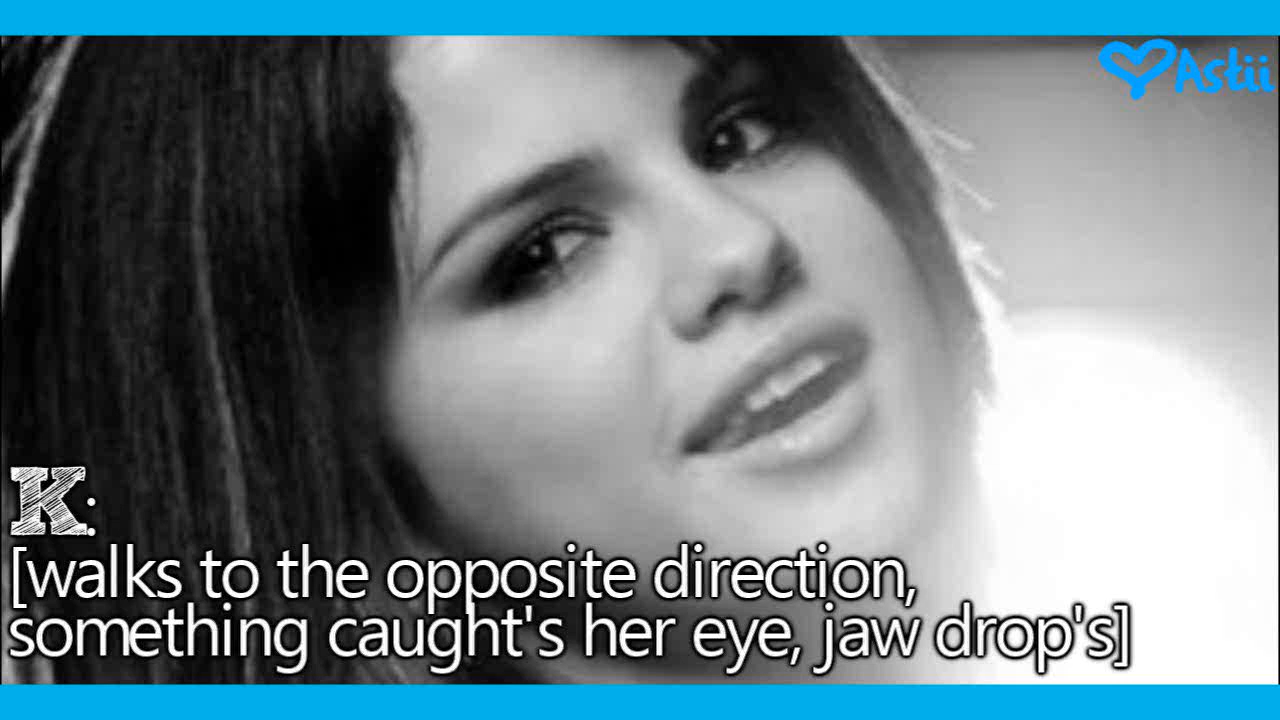 Astii
K:
[walks to the opposite direction,
something caught's her eye, jaw drop's]